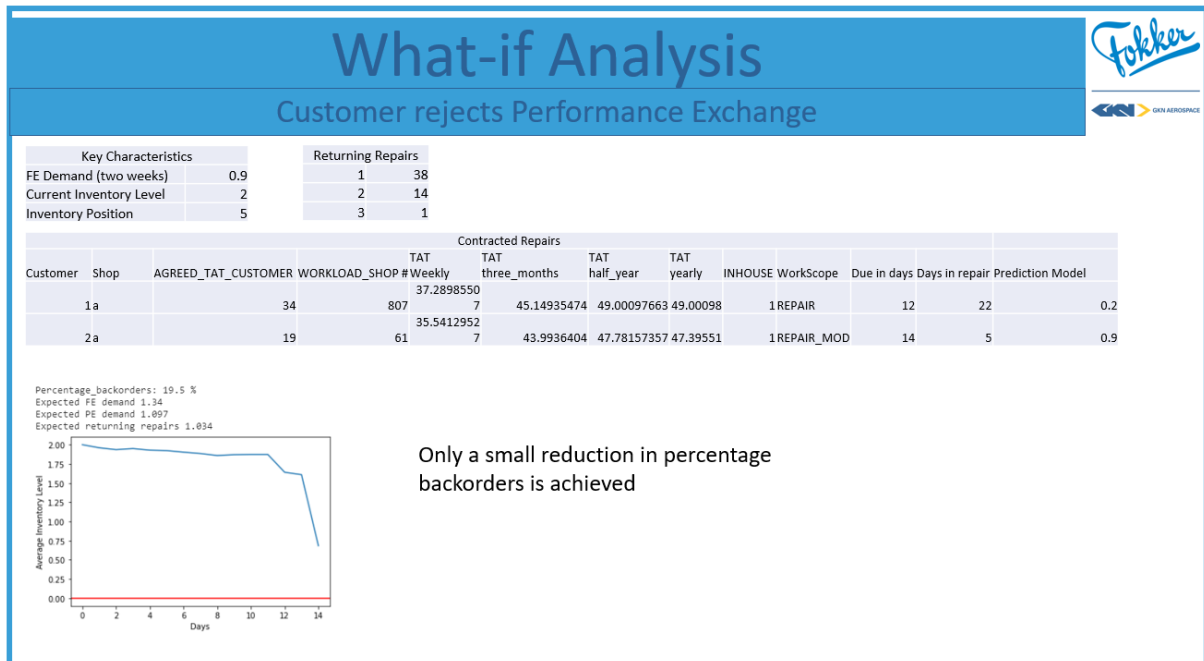 What-if Analysis
Fokker
Customer rejects Performance Exchange
GKN GKN AEROSPACE
Key Characteristics
FE Demand (two weeks) 0.9
Current Inventory Level 2
Inventory Position 5
Returning Repairs
1 38
2 14
3 1
Contracted Repairs
Customer Shop AGREED_TAT_CUSTOMER WORKLOAD_SHOP # TAT Weekly TAT three_months TAT half_year TAT yearly INHOUSE WorkScope Due in days Days in repair Prediction Model
1 a 34 807 37.28985507 45.14935474 49.00097663 49.00098 1 REPAIR 12 22 0.2
2 a 19 61 35.54129527 43.9936404 47.78157357 47.39551 1 REPAIR_MOD 14 5 0.9
Percentage_backorders: 19.5 %
Expected FE demand 1.34
Expected PE demand 1.097
Expected returning repairs 1.034
Only a small reduction in percentage
backorders is achieved
Average Inventory Level
2.00
1.75
1.50
1.25
1.00
0.75
0.50
0.25
0.00
0 2 4 6 8 10 12 14
Days